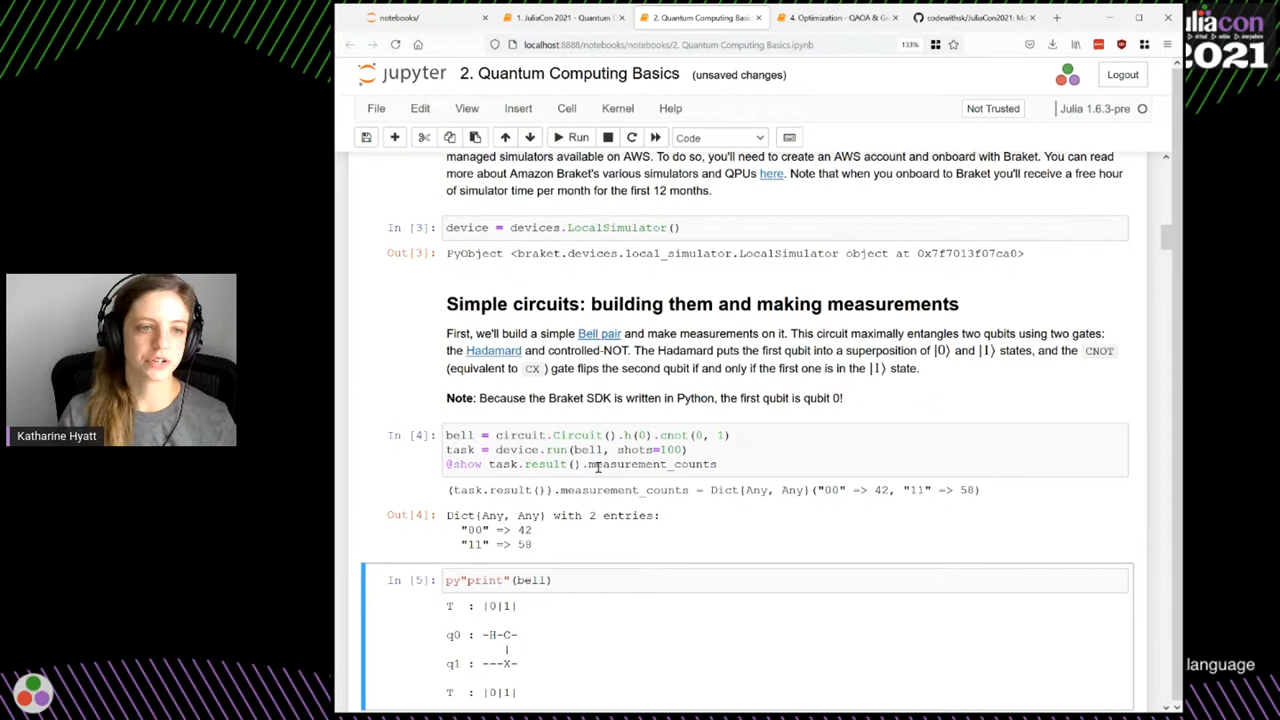 notebooks/
1. JuliaCon 2021 - Quantum C
2. Quantum Computing Basi
4. Optimization - QAOA & Gr
codewithsk/JuliaCon2021: Ma
localhost:8888/notebooks/notebooks/2. Quantum Computing Basics.ipynb
133%
juliacon
2021
jupyter
2. Quantum Computing Basics (unsaved changes)
Logout
File Edit View Insert Cell Kernel Help
Not Trusted
Julia 1.6.3-pre
Run
Code
managed simulators available on AWS. To do so, you'll need to create an AWS account and onboard with Braket. You can read
more about Amazon Braket's various simulators and QPUs here. Note that when you onboard to Braket you'll receive a free hour
of simulator time per month for the first 12 months.
In [3]: device = devices.LocalSimulator()
Out[3]: PyObject <braket.devices.local_simulator.LocalSimulator object at 0x7f7013f07ca0>
Simple circuits: building them and making measurements
First, we'll build a simple Bell pair and make measurements on it. This circuit maximally entangles two qubits using two gates:
the Hadamard and controlled-NOT. The Hadamard puts the first qubit into a superposition of |0⟩ and |1⟩ states, and the CNOT
(equivalent to CX ) gate flips the second qubit if and only if the first one is in the |1⟩ state.
Note: Because the Braket SDK is written in Python, the first qubit is qubit 0!
In [4]: bell = circuit.Circuit().h(0).cnot(0, 1)
task = device.run(bell, shots=100)
@show task.result().measurement_counts
(task.result()).measurement_counts = Dict{Any, Any}("00" => 42, "11" => 58)
Out[4]: Dict{Any, Any} with 2 entries:
"00" => 42
"11" => 58
In [5]: py"print"(bell)
T : |0|1|
q0 : -H-C-
|
q1 : ---X-
T : |0|1|
Katharine Hyatt
language